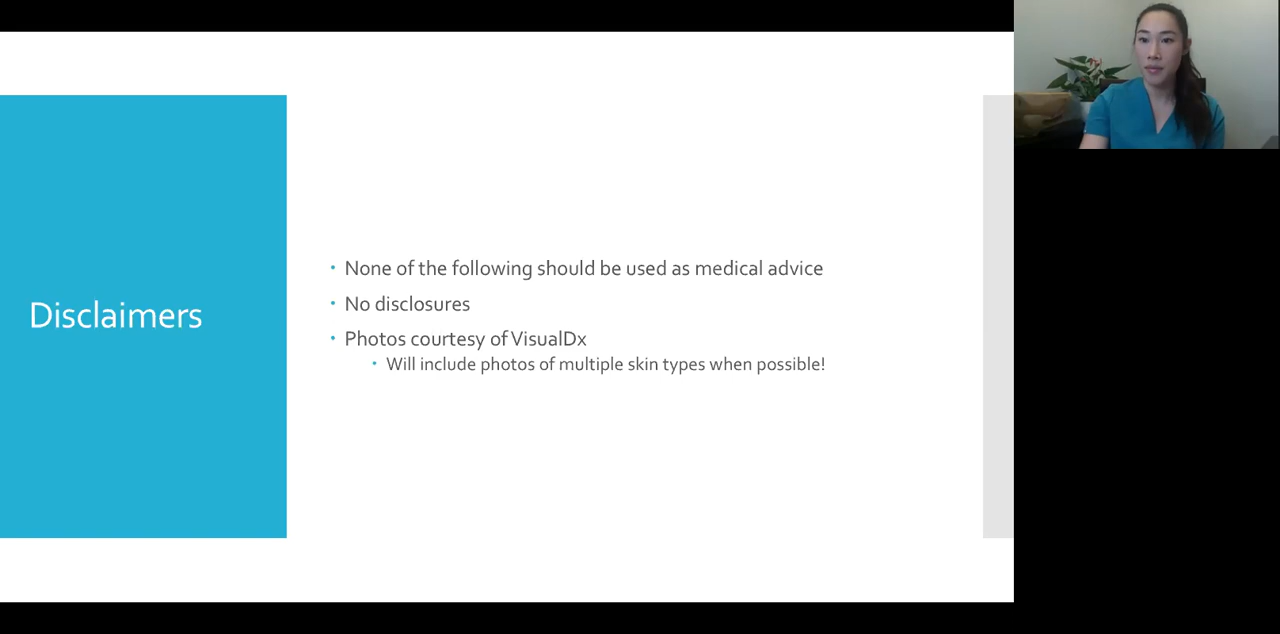 Disclaimers
None of the following should be used as medical advice
No disclosures
Photos courtesy of VisualDx
Will include photos of multiple skin types when possible!